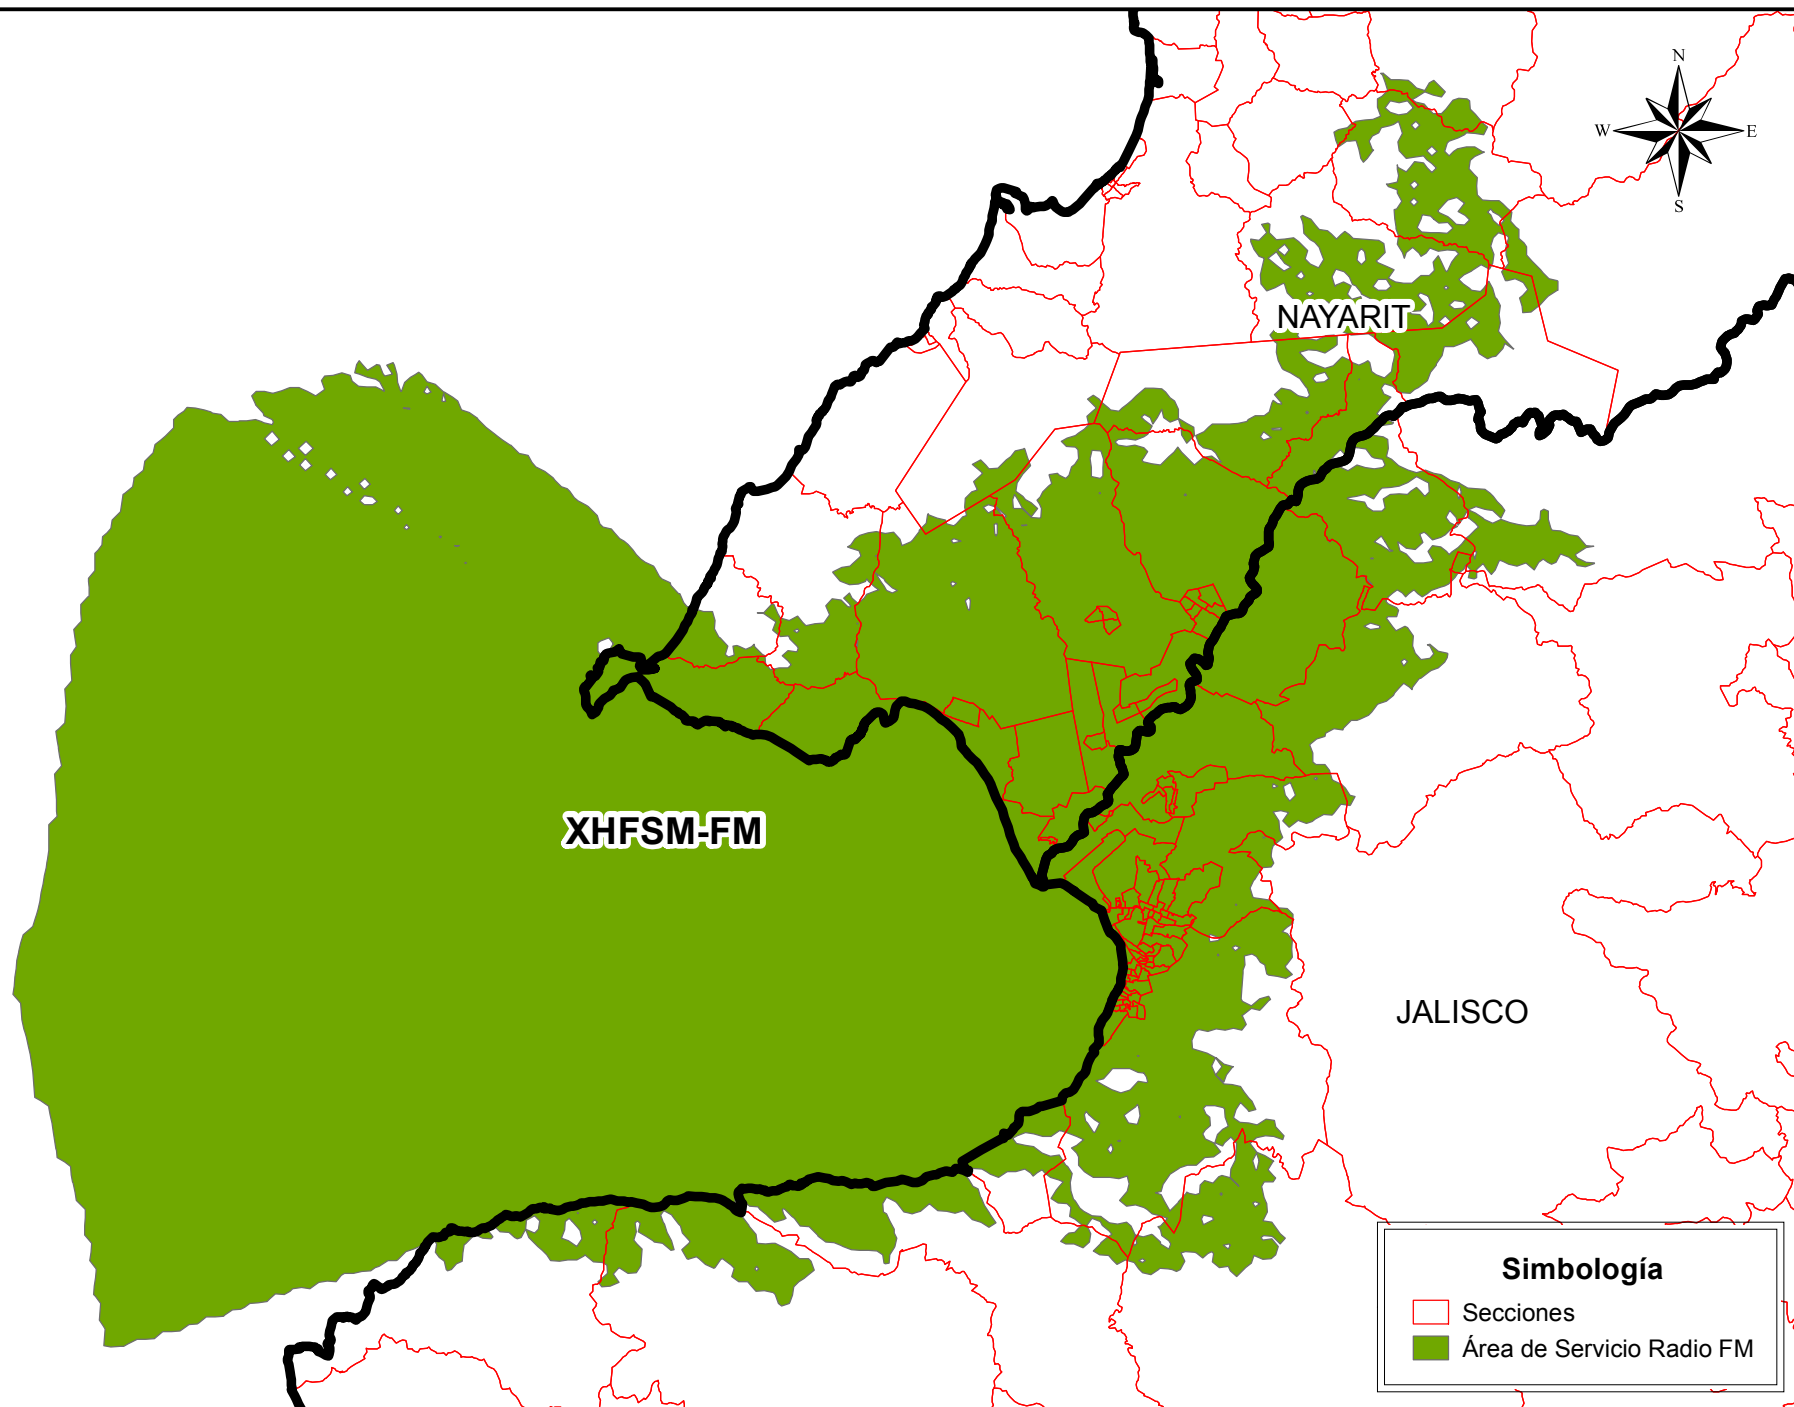 N
W E
S
NAYARIT
XHFSM-FM
JALISCO
Simbología
Secciones
Área de Servicio Radio FM